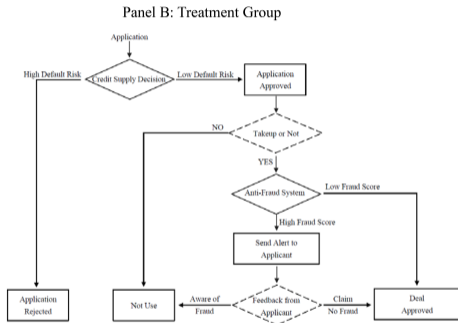 Panel B: Treatment Group
Application
High Default Risk
Credit Supply Decision
Low Default Risk
Application
Approved
NO
Takeup or Not
YES
Anti-Fraud System
Low Fraud Score
High Fraud Score
Send Alert to
Applicant
Application
Rejected
Not Use
Aware of
Fraud
Feedback from
Applicant
Claim
No Fraud
Deal
Approved